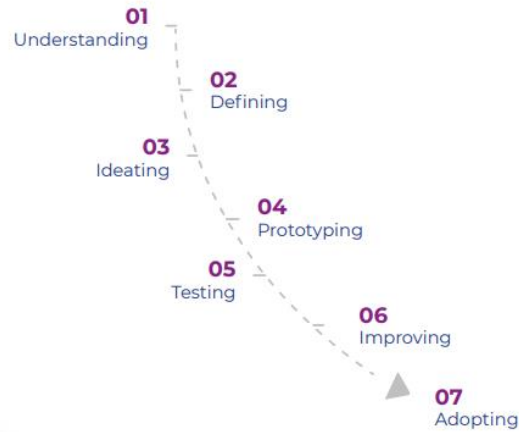 01
Understanding
02
Defining
03
Ideating
04
Prototyping
05
Testing
06
Improving
07
Adopting